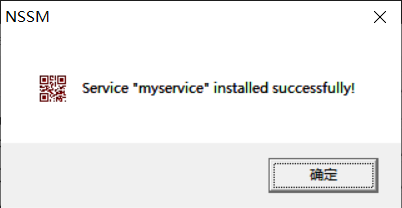 NSSM
Service "myservice" installed successfully!
确定